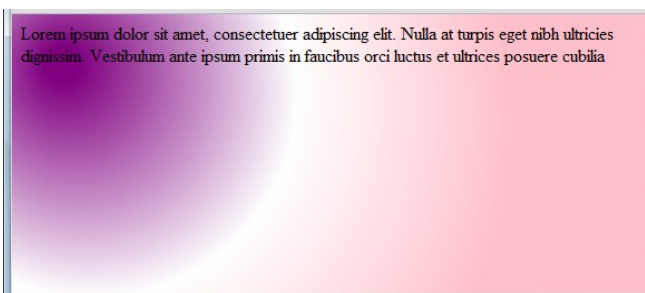 Lorem ipsum dolor sit amet, consectetuer adipiscing elit. Nulla at turpis eget nibh ultricies
dignissim. Vestibulum ante ipsum primis in faucibus orci luctus et ultrices posuere cubilia